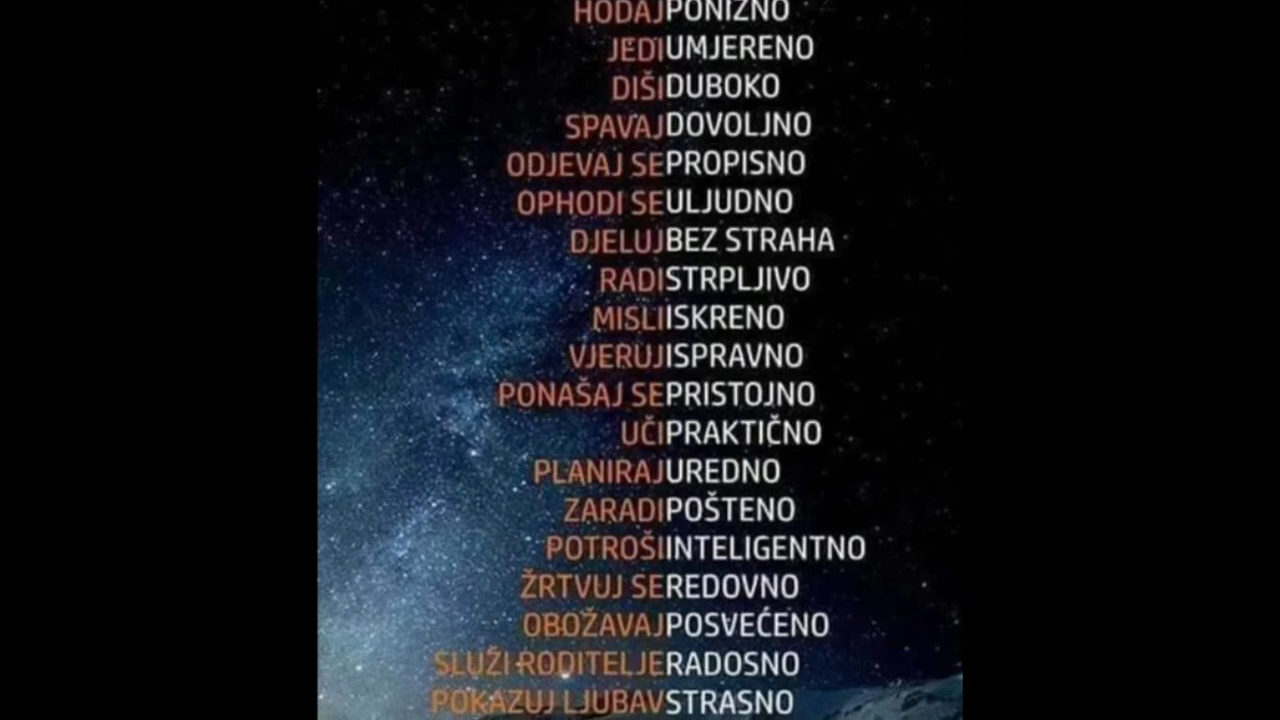 HODAJ PONIZNO
JEDI UMJERENO
DIŠI DUBOKO
SPAVAJ DOVOLJNO
ODJEVAJ SE PROPISNO
OPHODI SE ULJUDNO
DJELUJ BEZ STRAHA
RADI STRPLJIVO
MISLI ISKRENO
VJERUJ ISPRAVNO
PONAŠAJ SE PRISTOJNO
UČI PRAKTIČNO
PLANIRAJ UREDNO
ZARADI POŠTENO
POTROŠI INTELIGENTNO
ŽRTVUJ SE REDOVNO
OBOŽAVAJ POSVEĆENO
SLUŽI RODITELJE RADOSNO
POKAZUJ LJUBAV STRASNO